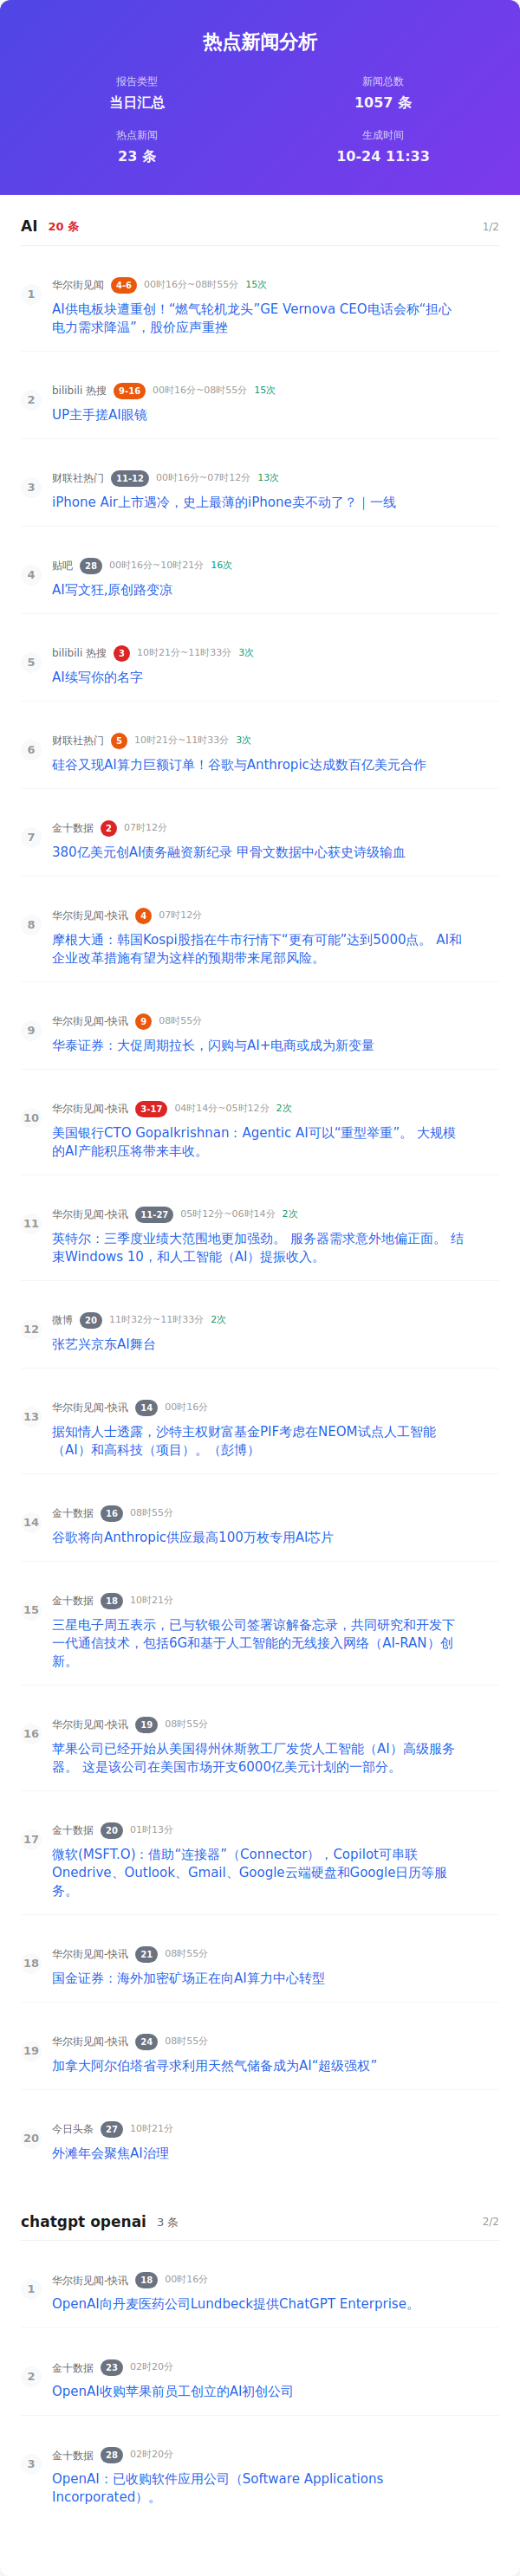 热点新闻分析
报告类型
当日汇总
新闻总数
1057 条
热点新闻
23 条
生成时间
10-24 11:33
AI 20 条 1/2
1 华尔街见闻 4-6 00时16分~08时55分 15次
AI供电板块遭重创！“燃气轮机龙头”GE Vernova CEO电话会称“担心
电力需求降温”，股价应声重挫
2 bilibili 热搜 9-16 00时16分~08时55分 15次
UP主手搓AI眼镜
3 财联社热门 11-12 00时16分~07时12分 13次
iPhone Air上市遇冷，史上最薄的iPhone卖不动了？｜一线
4 贴吧 28 00时16分~10时21分 16次
AI写文狂,原创路变凉
5 bilibili 热搜 3 10时21分~11时33分 3次
AI续写你的名字
6 财联社热门 5 10时21分~11时33分 3次
硅谷又现AI算力巨额订单！谷歌与Anthropic达成数百亿美元合作
7 金十数据 2 07时12分
380亿美元创AI债务融资新纪录 甲骨文数据中心获史诗级输血
8 华尔街见闻-快讯 4 07时12分
摩根大通：韩国Kospi股指在牛市行情下“更有可能”达到5000点。 AI和
企业改革措施有望为这样的预期带来尾部风险。
9 华尔街见闻-快讯 9 08时55分
华泰证券：大促周期拉长，闪购与AI+电商或成为新变量
10 华尔街见闻-快讯 3-17 04时14分~05时12分 2次
美国银行CTO Gopalkrishnan：Agentic AI可以“重型举重”。 大规模
的AI产能积压将带来丰收。
11 华尔街见闻-快讯 11-27 05时12分~06时14分 2次
英特尔：三季度业绩大范围地更加强劲。 服务器需求意外地偏正面。 结
束Windows 10，和人工智能（AI）提振收入。
12 微博 20 11时32分~11时33分 2次
张艺兴京东AI舞台
13 华尔街见闻-快讯 14 00时16分
据知情人士透露，沙特主权财富基金PIF考虑在NEOM试点人工智能
（AI）和高科技（项目）。（彭博）
14 金十数据 16 08时55分
谷歌将向Anthropic供应最高100万枚专用AI芯片
15 金十数据 18 10时21分
三星电子周五表示，已与软银公司签署谅解备忘录，共同研究和开发下
一代通信技术，包括6G和基于人工智能的无线接入网络（AI-RAN）创
新。
16 华尔街见闻-快讯 19 08时55分
苹果公司已经开始从美国得州休斯敦工厂发货人工智能（AI）高级服务
器。 这是该公司在美国市场开支6000亿美元计划的一部分。
17 金十数据 20 01时13分
微软(MSFT.O)：借助“连接器”（Connector），Copilot可串联
Onedrive、Outlook、Gmail、Google云端硬盘和Google日历等服
务。
18 华尔街见闻-快讯 21 08时55分
国金证券：海外加密矿场正在向AI算力中心转型
19 华尔街见闻-快讯 24 08时55分
加拿大阿尔伯塔省寻求利用天然气储备成为AI“超级强权”
20 今日头条 27 10时21分
外滩年会聚焦AI治理
chatgpt openai 3 条 2/2
1 华尔街见闻-快讯 18 00时16分
OpenAI向丹麦医药公司Lundbeck提供ChatGPT Enterprise。
2 金十数据 23 02时20分
OpenAI收购苹果前员工创立的AI初创公司
3 金十数据 28 02时20分
OpenAI：已收购软件应用公司（Software Applications
Incorporated）。